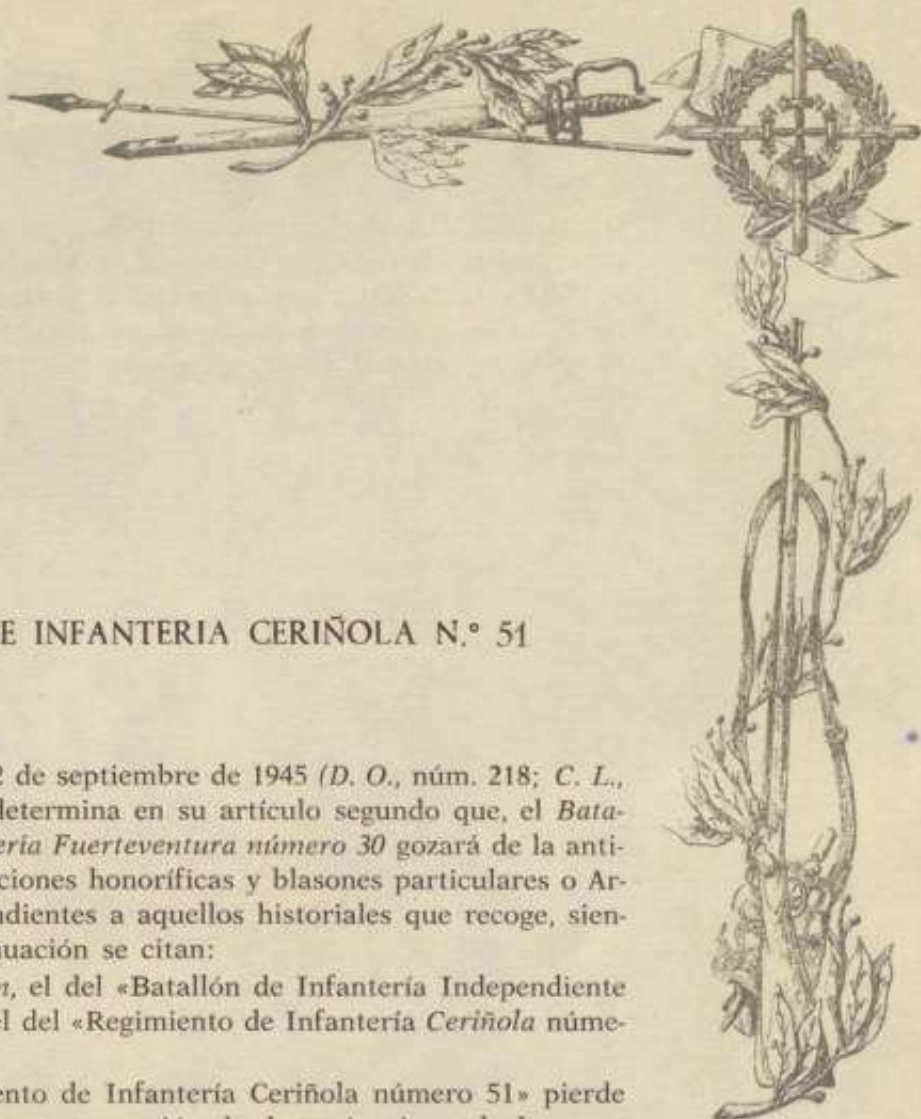 E INFANTERIA CERIÑOLA N.° 51
2 de septiembre de 1945 (D. O., núm. 218; C. L.,
determina en su artículo segundo que, el Bata-
ería Fuerteventura número 30 gozará de la anti-
ciones honoríficas y blasones particulares o Ar-
ndientes a aquellos historiales que recoge, sien-
nuación se citan:
n, el del «Batallón de Infantería Independiente
el del «Regimiento de Infantería Ceriñola núme-
ento de Infantería Ceriñola número 51» pierde